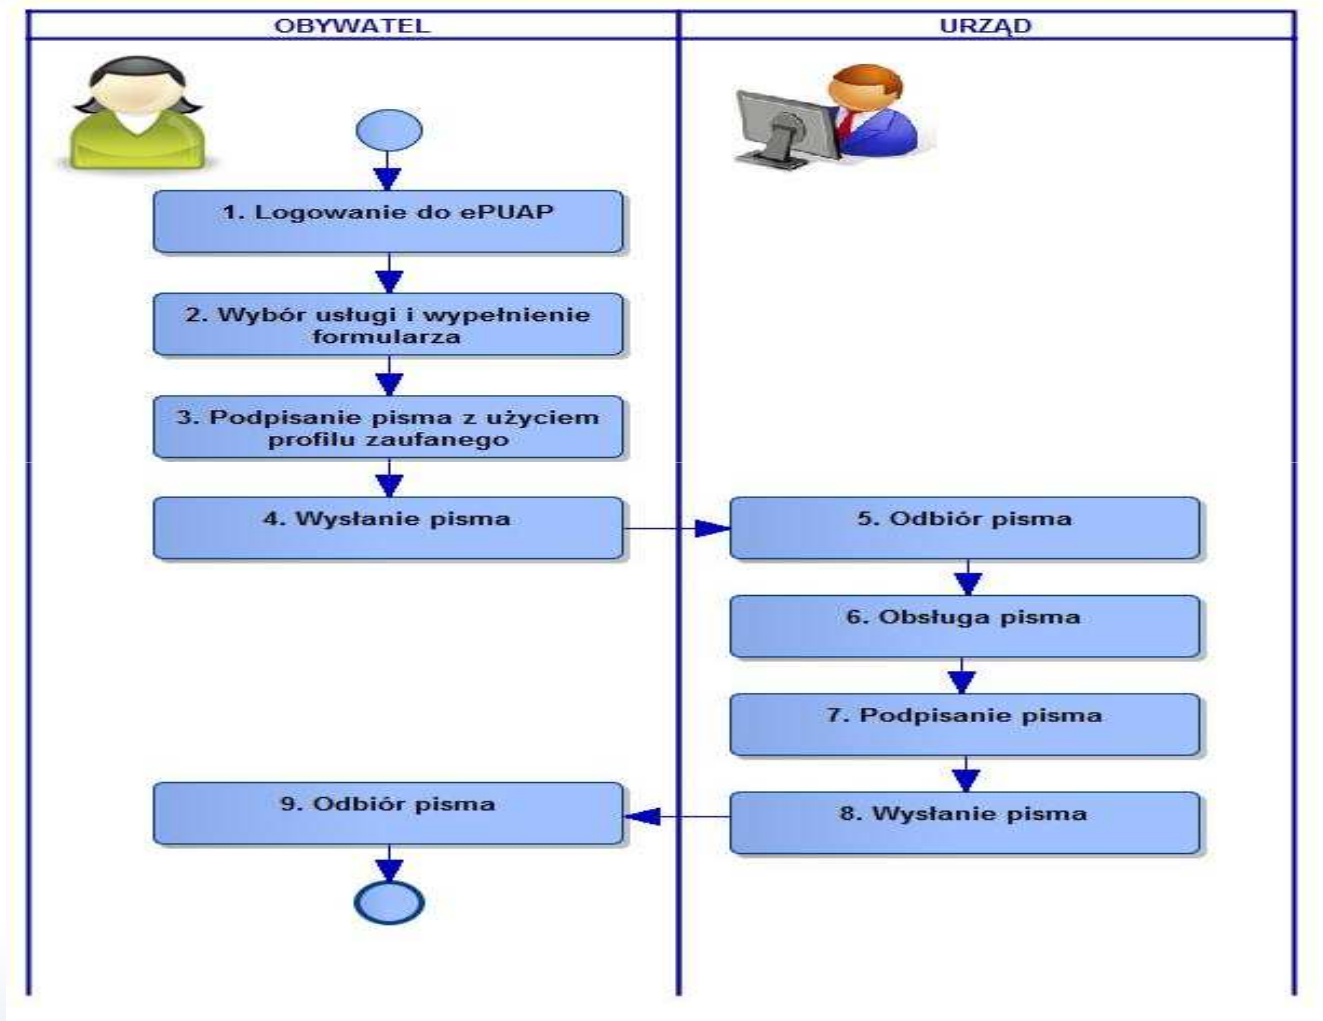 OBYWATEL
URZĄD
1. Logowanie do ePUAP
2. Wybór usługi i wypełnienie
formularza
3. Podpisanie pisma z użyciem
profilu zaufanego
4. Wysłanie pisma
5. Odbiór pisma
6. Obsługa pisma
7. Podpisanie pisma
8. Wysłanie pisma
9. Odbiór pisma